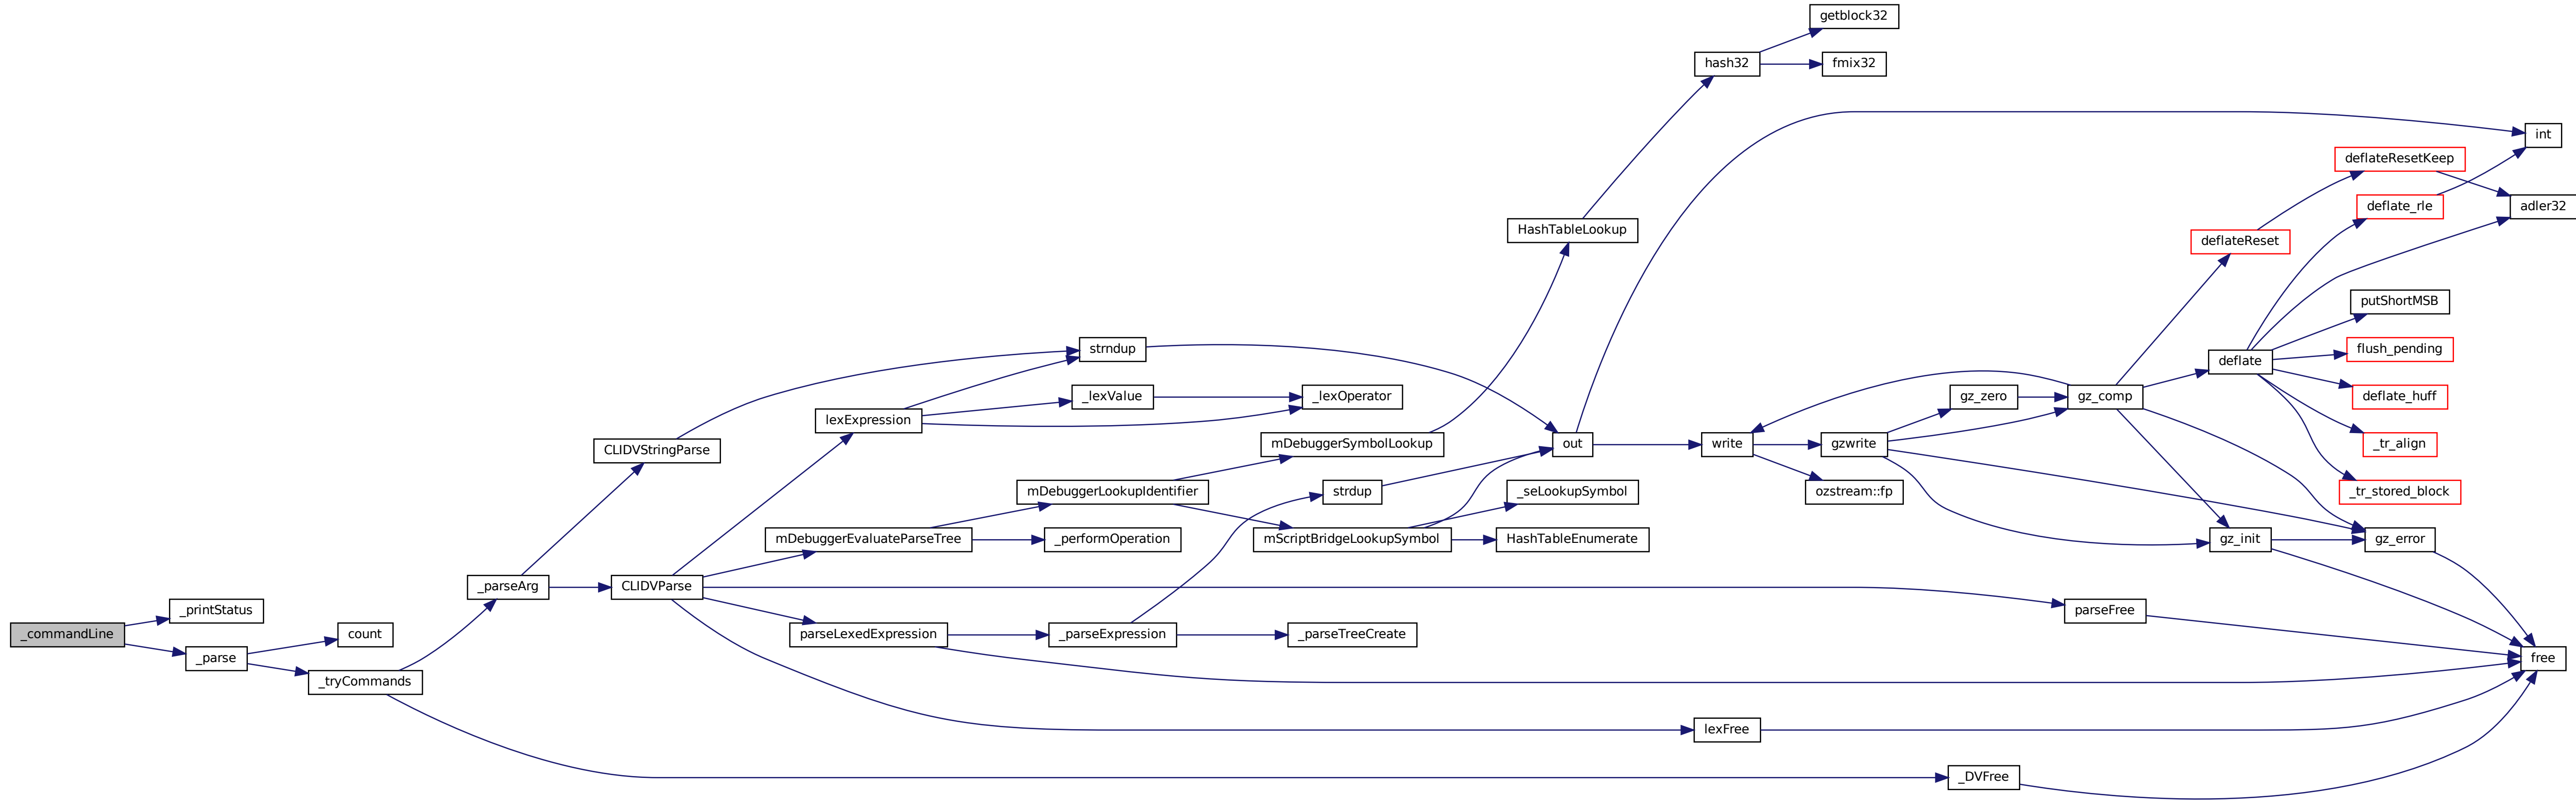 _commandLine
_printStatus
_parse
count
_tryCommands
_parseArg
CLIDVStringParse
CLIDVParse
lexExpression
mDebuggerEvaluateParseTree
parseLexedExpression
strndup
_lexValue
mDebuggerLookupIdentifier
_performOperation
_parseExpression
_lexOperator
mDebuggerSymbolLookup
strdup
mScriptBridgeLookupSymbol
_parseTreeCreate
HashTableLookup
_seLookupSymbol
HashTableEnumerate
out
hash32
write
lexFree
getblock32
fmix32
gzwrite
ozstream::fp
gz_zero
_DVFree
gz_comp
parseFree
deflateReset
deflate
gz_init
deflateResetKeep
deflate_rle
putShortMSB
flush_pending
deflate_huff
_tr_align
_tr_stored_block
gz_error
int
adler32
free